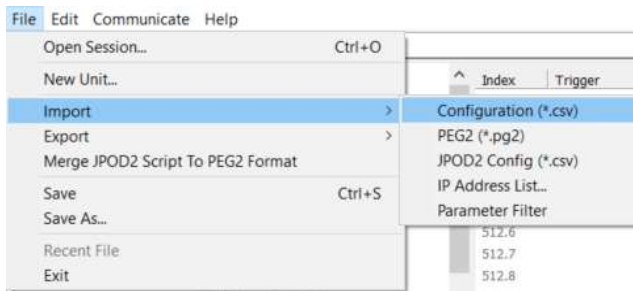 File Edit Communicate Help
Open Session... Ctrl+O
New Unit...
Import >
Export >
Merge JPOD2 Script To PEG2 Format
Save Ctrl+S
Save As...
Recent File
Exit
Index Trigger
Configuration (*.csv)
PEG2 (*.pg2)
JPOD2 Config (*.csv)
IP Address List...
Parameter Filter
512.6
512.7
512.8